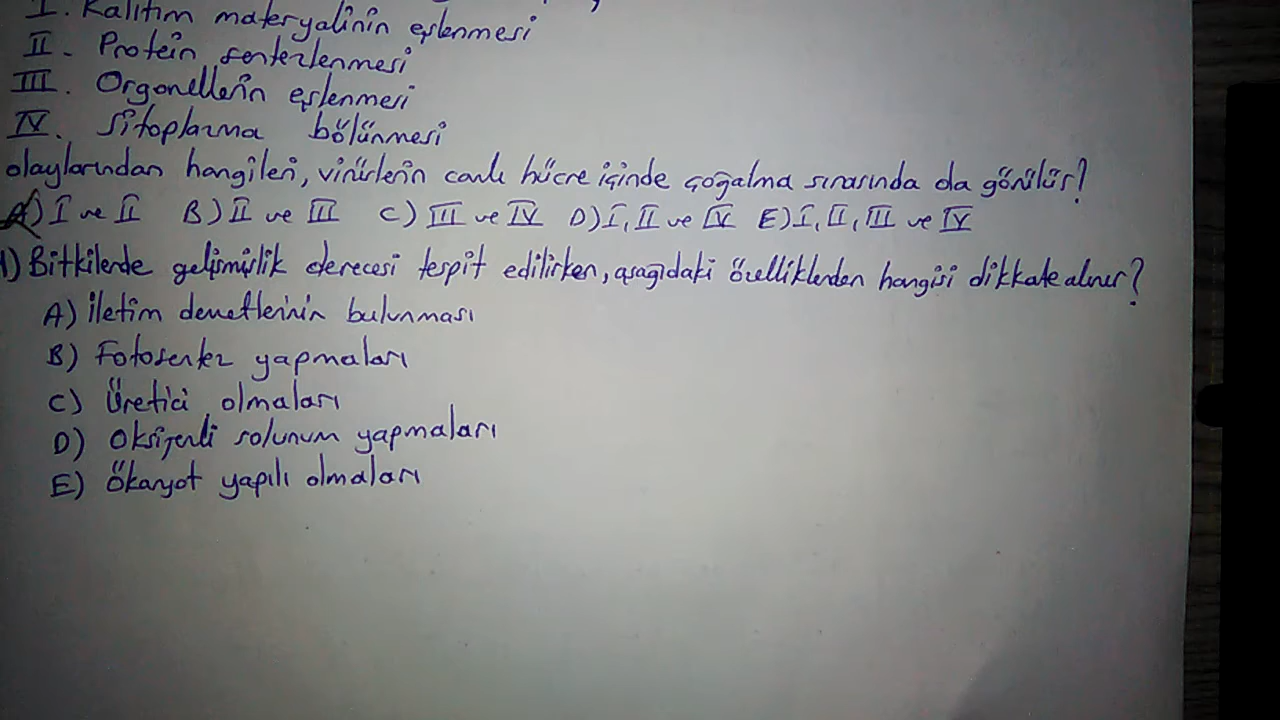 I. Kalıtım materyalinin eşlenmesi
II. Protein sentezlenmesi
III. Organellerin eşlenmesi
IV. Sitoplazma bölünmesi
olaylarından hangileri, virüslerin canlı hücre içinde çoğalma sırasında da görülür?
A) I ve II B) II ve III C) III ve IV D) I, II ve IV E) I, II, III ve IV
1) Bitkilerde gelişmişlik derecesi tespit edilirken, aşağıdaki özelliklerden hangisi dikkate alınır?
A) İletim demetlerinin bulunması
B) Fotosentez yapmaları
C) Üretici olmaları
D) Oksijenli solunum yapmaları
E) Ökaryot yapılı olmaları